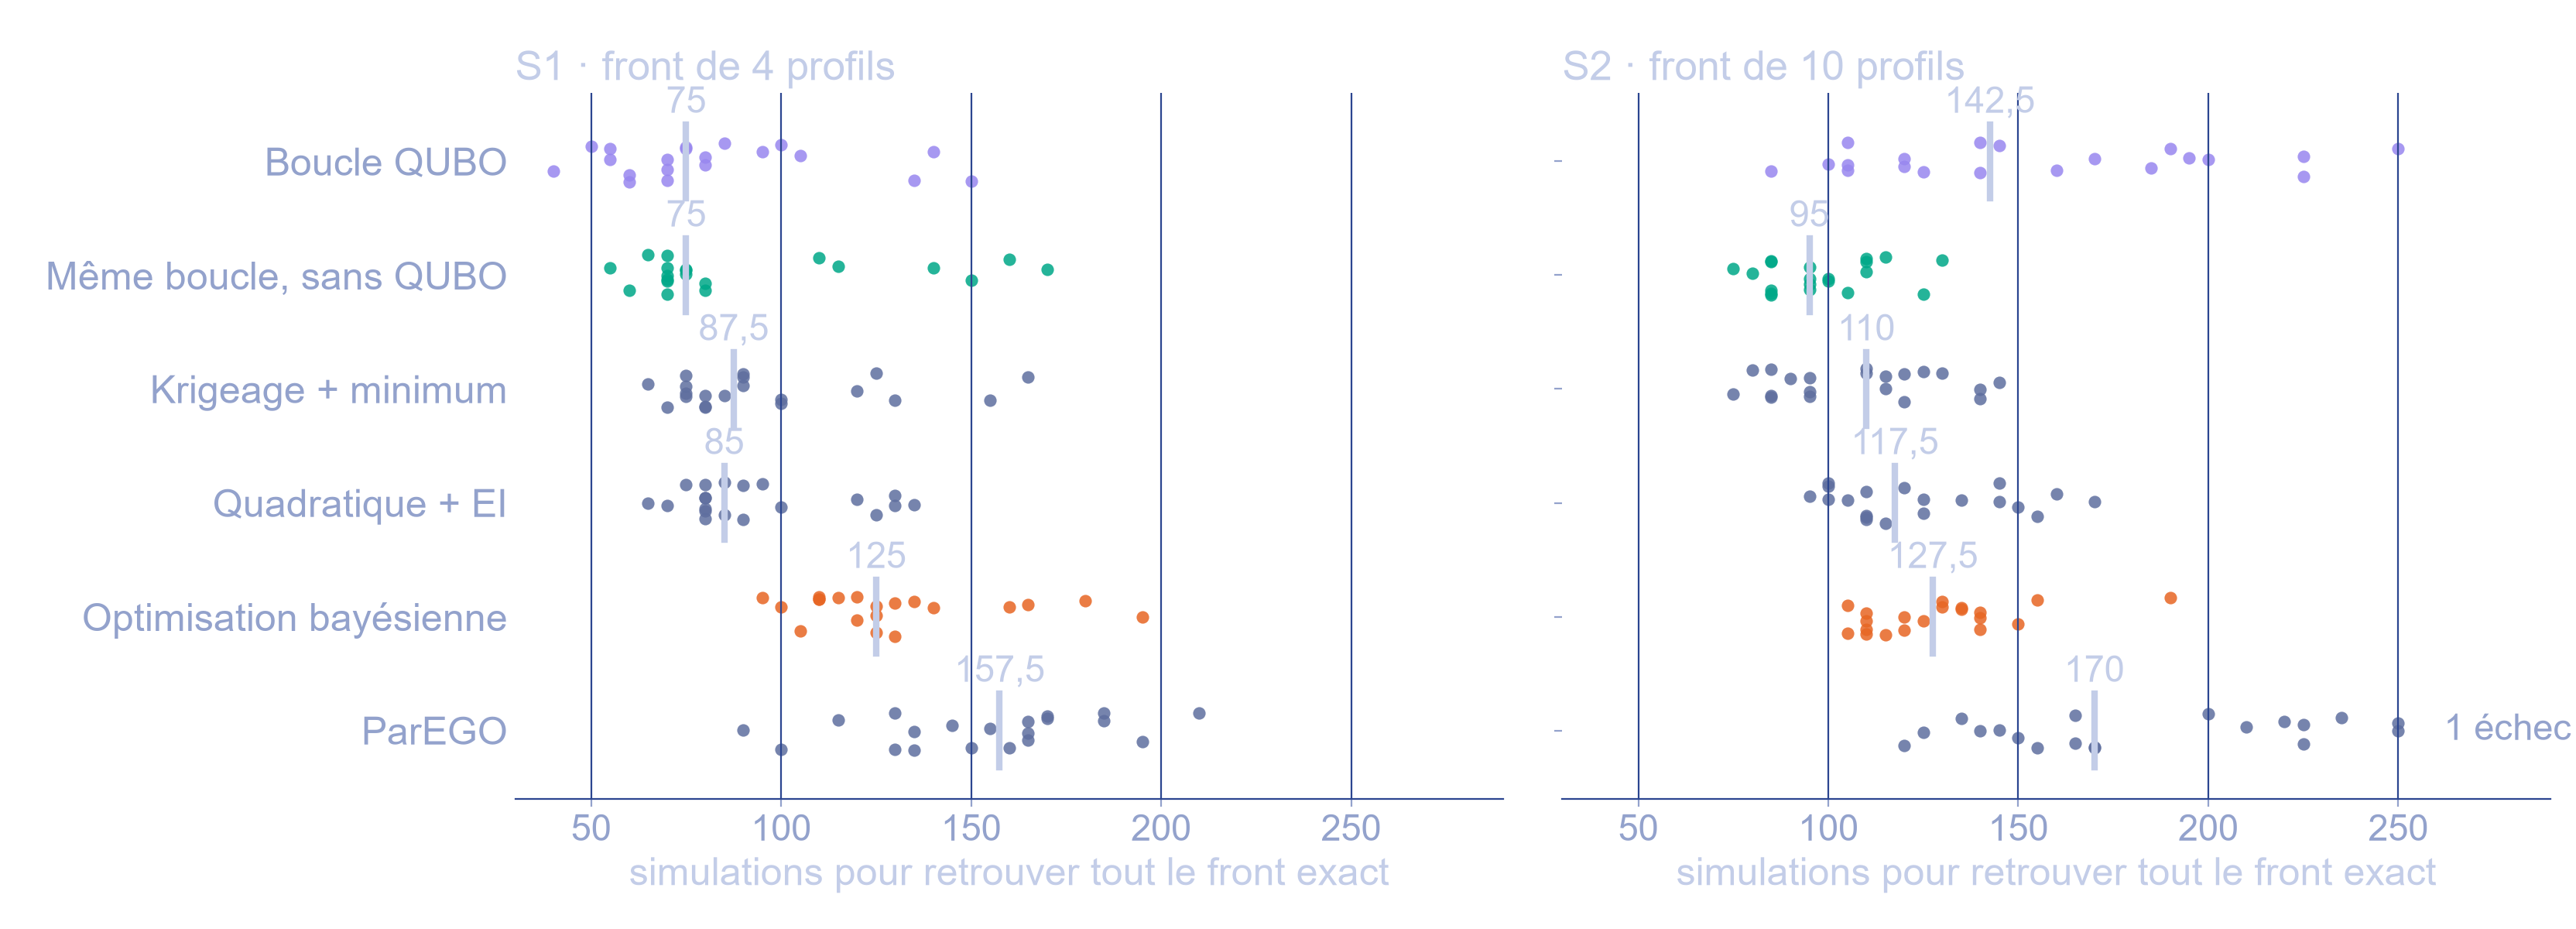 S1 · front de 4 profils
75
Boucle QUBO
75
Même boucle, sans QUBO
87,5
Krigeage + minimum
85
Quadratique + EI
125
Optimisation bayésienne
157,5
ParEGO
50 100 150 200 250
simulations pour retrouver tout le front exact
S2 · front de 10 profils
142,5
95
110
117,5
127,5
170
1 échec
50 100 150 200 250
simulations pour retrouver tout le front exact